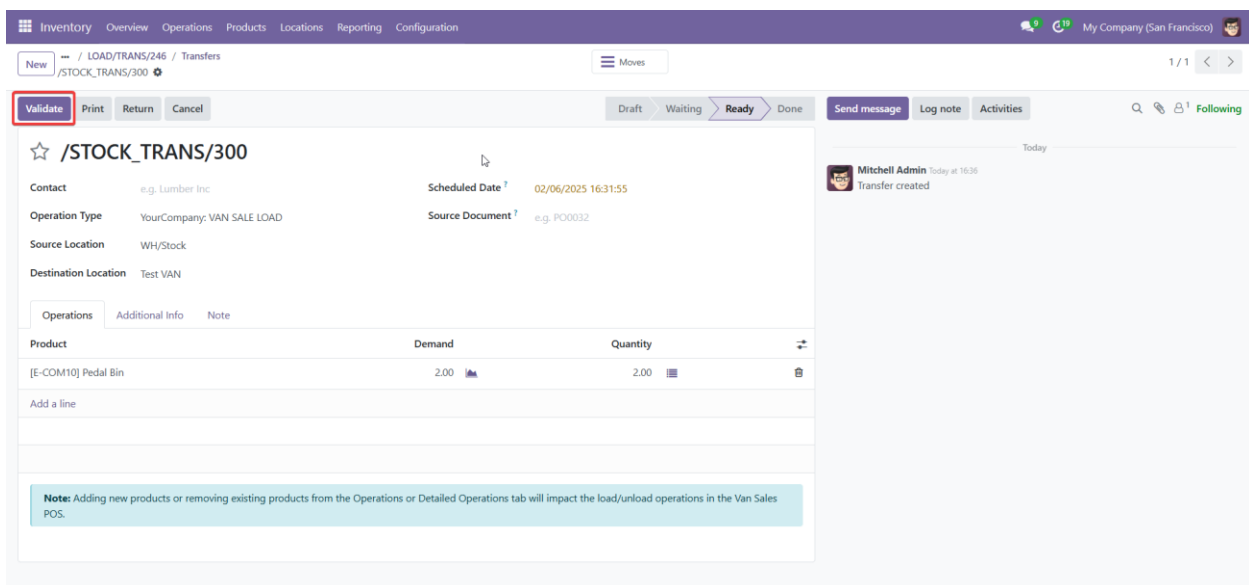 Inventory Overview Operations Products Locations Reporting Configuration 9 19 My Company (San Francisco)
New ••• / LOAD/TRANS/246 / Transfers
/STOCK_TRANS/300
Moves
1 / 1
Validate Print Return Cancel Draft Waiting Ready Done Send message Log note Activities 1 Following
/STOCK_TRANS/300
Today
Contact e.g. Lumber Inc Scheduled Date ? 02/06/2025 16:31:55
Mitchell Admin Today at 16:36
Transfer created
Operation Type YourCompany: VAN SALE LOAD Source Document ? e.g. PO0032
Source Location WH/Stock
Destination Location Test VAN
Operations Additional Info Note
Product Demand Quantity
[E-COM10] Pedal Bin 2.00 2.00
Add a line
Note: Adding new products or removing existing products from the Operations or Detailed Operations tab will impact the load/unload operations in the Van Sales
POS.